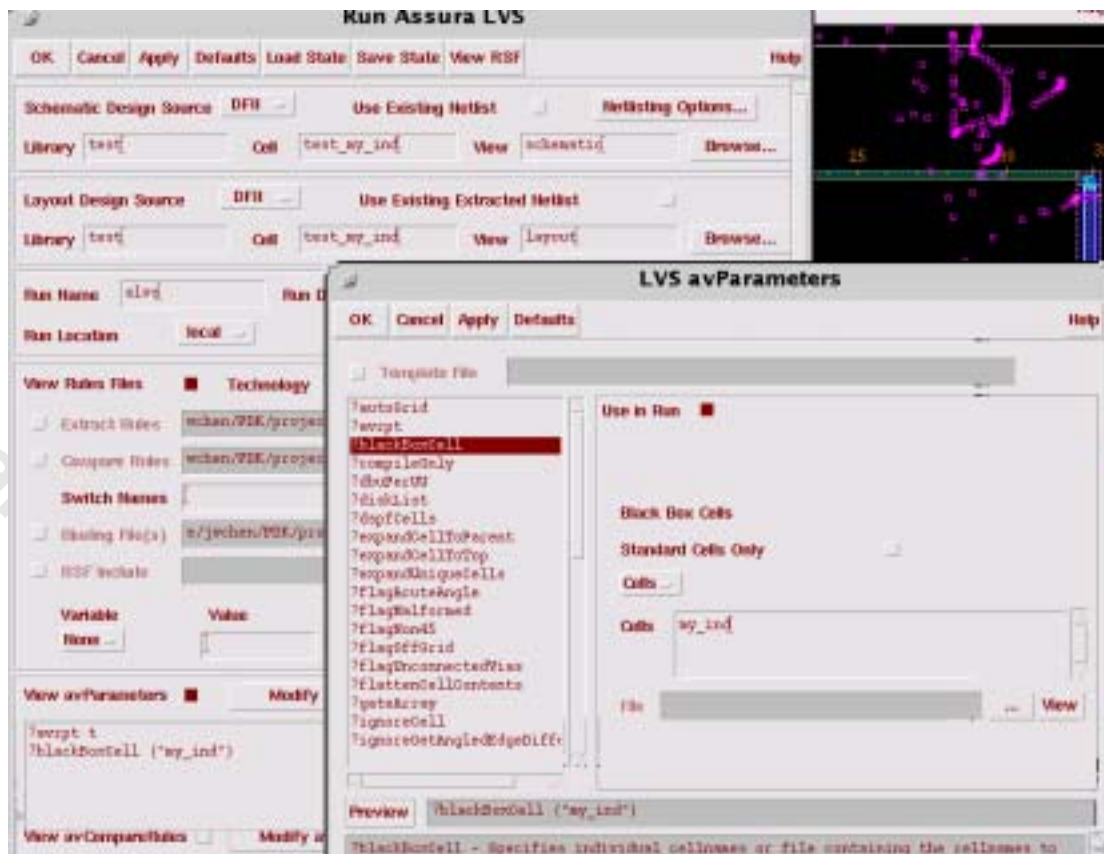 Run Assura LVS
OK Cancel Apply Defaults Load State Save State View RSF Help
Schematic Design Source DFII Use Existing Netlist Netlisting Options...
Library test Cell test_my_ind View schematic Browse...
Layout Design Source DFII Use Existing Extracted Netlist
Library test Cell test_my_ind View layout Browse...
Run Name Run D
Run Location local
View Rules Files Technology
Extract Rules
Compare Rules
Switch Names
Binding File(s)
RSF Include
Variable Value
None
View avParameters Modify
?avrpt t
?blackBoxCell ("my_ind")
View avCompareRules Modify a
15
LVS avParameters
OK Cancel Apply Defaults Help
Template File
?autoGrid
?avrpt
?blackBoxCell
?compileOnly
?dbuPerUU
?diskList
?dspfCells
?expandCellToParent
?expandCellToTop
?expandUniqueCells
?flagAcuteAngle
?flagMalformed
?flagNon45
?flagOffGrid
?flagUnconnectedVias
?flattenCellContents
?gateArray
?ignoreCell
Use in Run
Black Box Cells
Standard Cells Only
Cells
Cells my_ind
File ... View
Preview ?blackBoxCell ("my_ind")
?blackBoxCell - Specifies individual cellnames or file containing the cellnames to